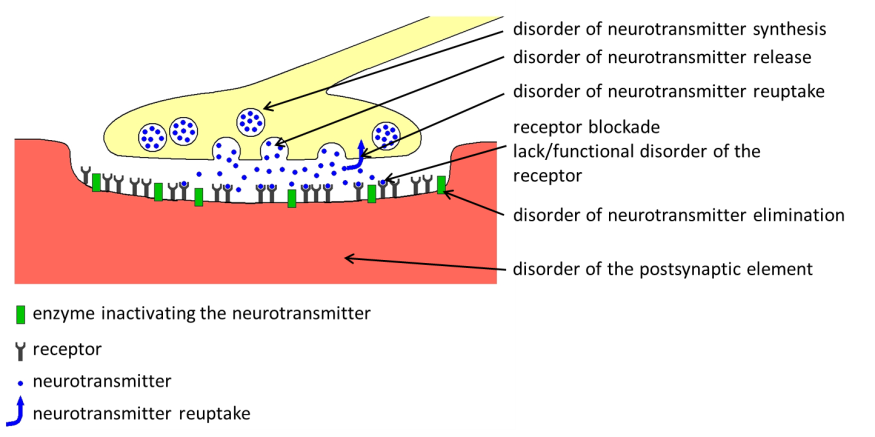 disorder of neurotransmitter synthesis
disorder of neurotransmitter release
disorder of neurotransmitter reuptake
receptor blockade
lack/functional disorder of the
receptor
disorder of neurotransmitter elimination
disorder of the postsynaptic element
enzyme inactivating the neurotransmitter
receptor
neurotransmitter
neurotransmitter reuptake